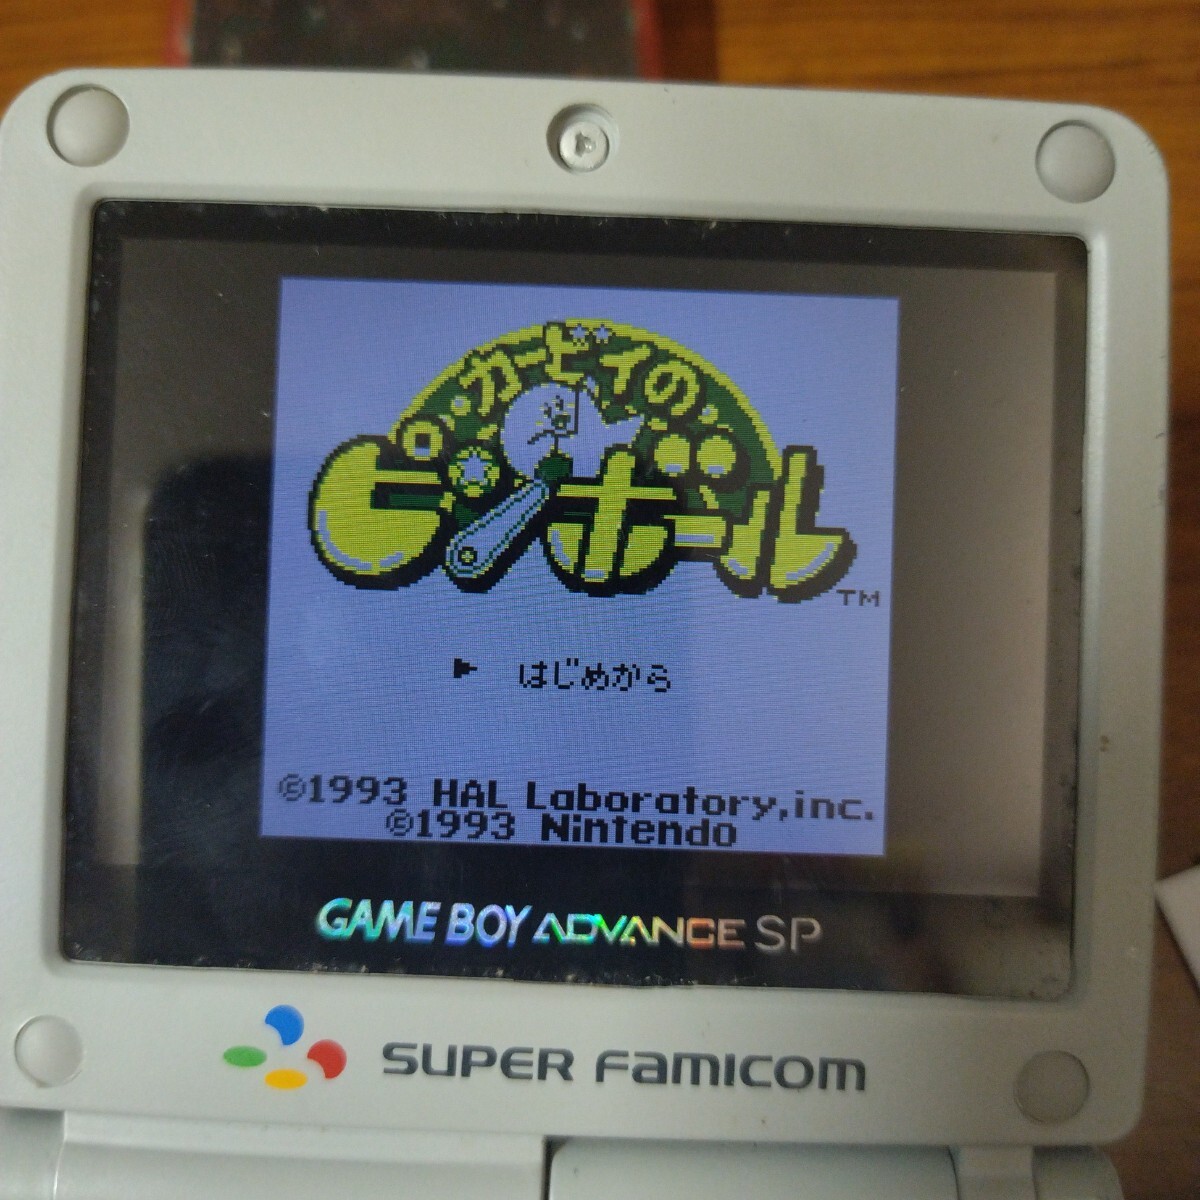 カービィの
ピンボール
TM
▶ はじめから
©1993 HAL Laboratory,inc.
©1993 Nintendo
GAME BOY ADVANCE SP
SUPER FAMICOM